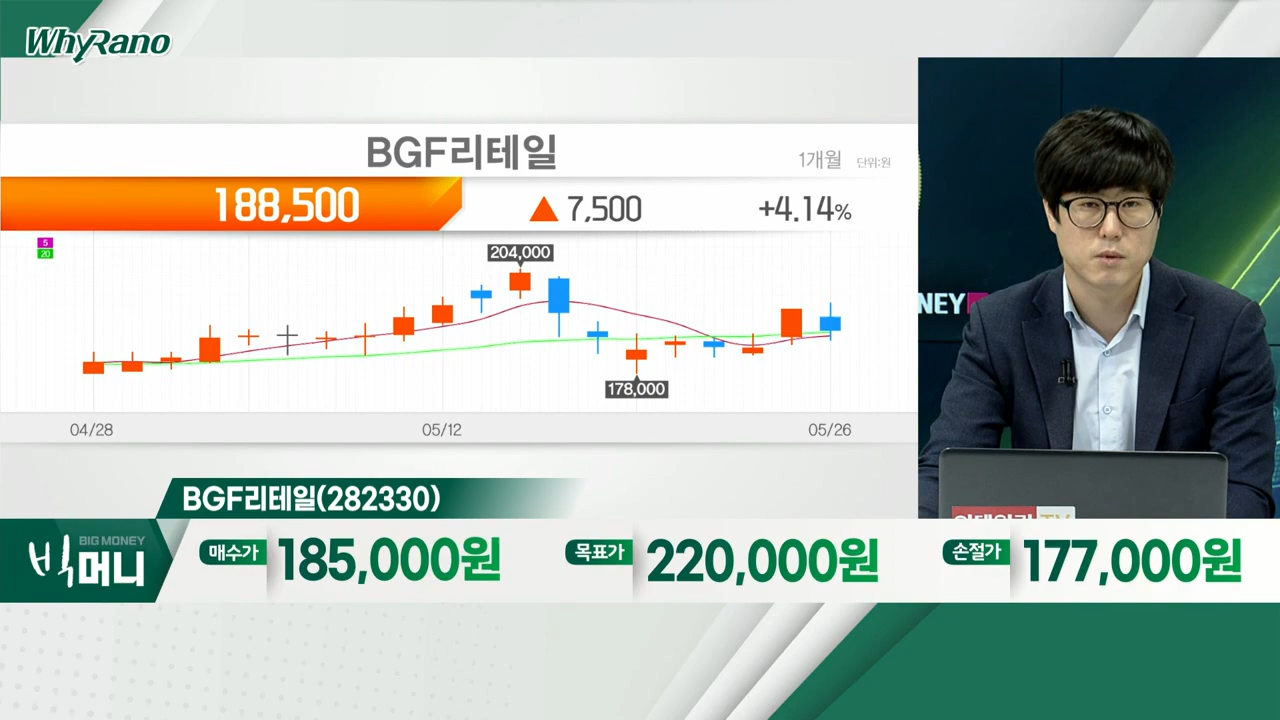 WhyRano
BGF리테일
1개월 단위:원
188,500 ▲ 7,500 +4.14%
5
20
204,000
178,000
04/28 05/12 05/26
NEY
BGF리테일(282330)
BIG MONEY
빅머니
매수가 185,000원 목표가 220,000원 손절가 177,000원